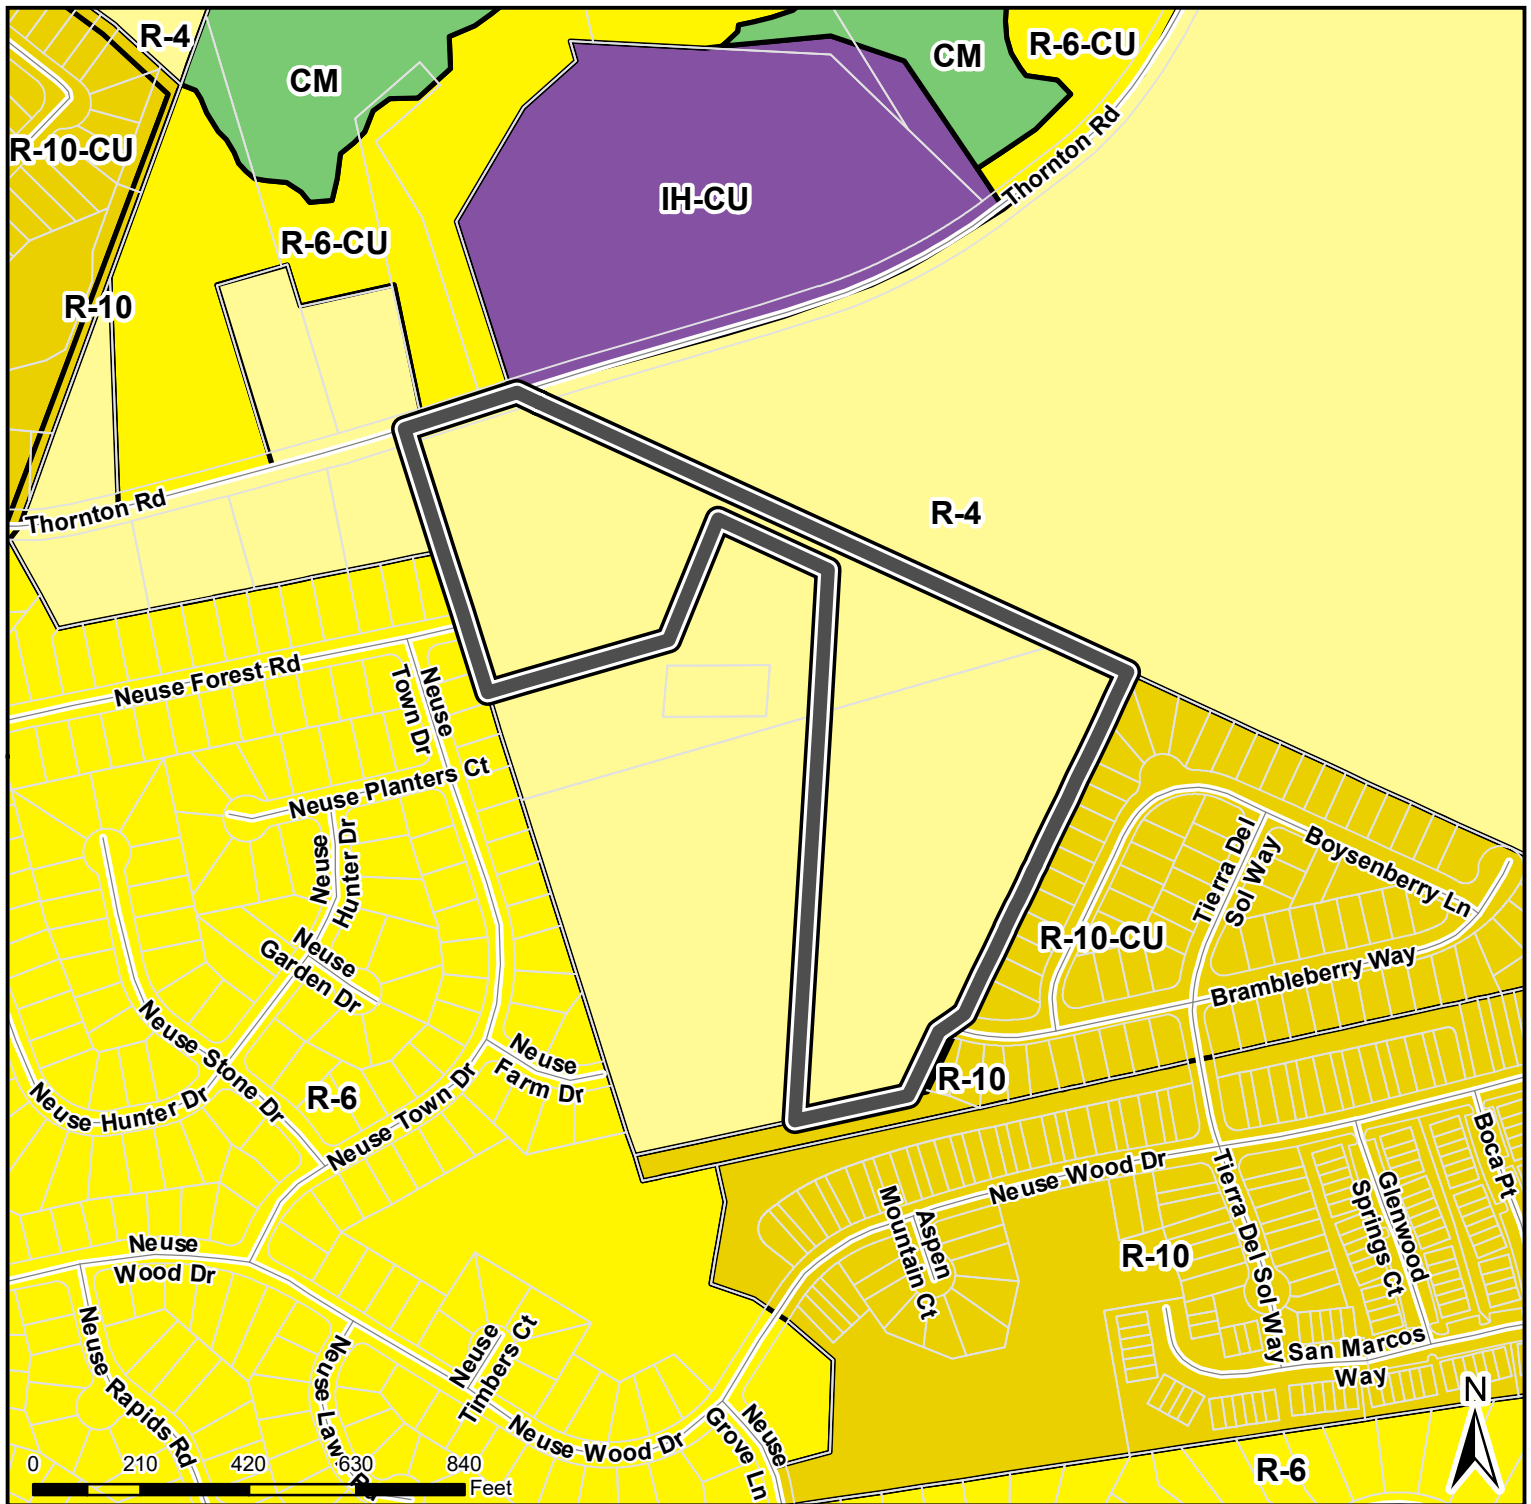 R-4
CM
CM
R-6-CU
R-10-CU
IH-CU
Thornton Rd
R-6-CU
R-10
Thornton Rd
R-4
Neuse Forest Rd
Neuse
Town Dr
Neuse Planters Ct
Neuse
Hunter Dr
Tierra Del
Sol Way
Boysenberry Ln
Neuse
Garden Dr
R-10-CU
Brambleberry Way
Neuse Stone Dr
Neuse
Farm Dr
R-10
Neuse Hunter Dr
R-6
Neuse Town Dr
Boca Pt
Neuse Wood Dr
Aspen
Mountain Ct
Tierra Del Sol Way
Glenwood
Springs Ct
Neuse
Wood Dr
R-10
Neuse Rapids Rd
Neuse Law
Rd
Neuse
Timbers Ct
San Marcos
Way
Neuse Wood Dr
Neuse
Grove Ln
N
R-6
0 210 420 630 840
Feet